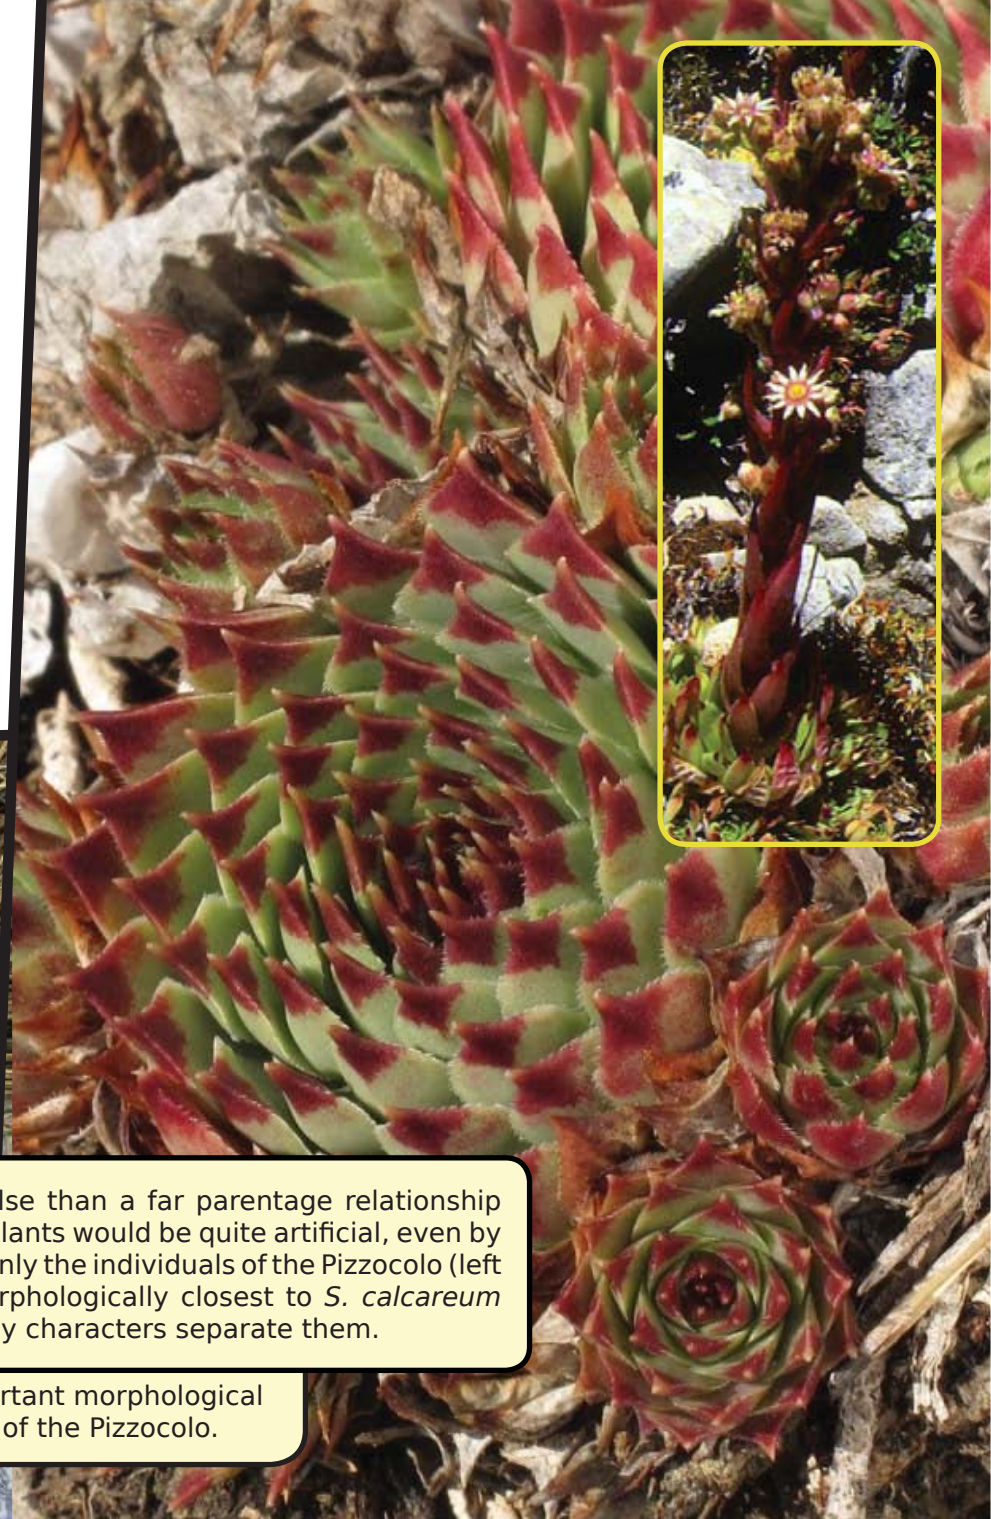 lse than a far parentage relationship
lants would be quite artificial, even by
nly the individuals of the Pizzocolo (left
rphologically closest to S. calcareum
y characters separate them.
rtant morphological
of the Pizzocolo.